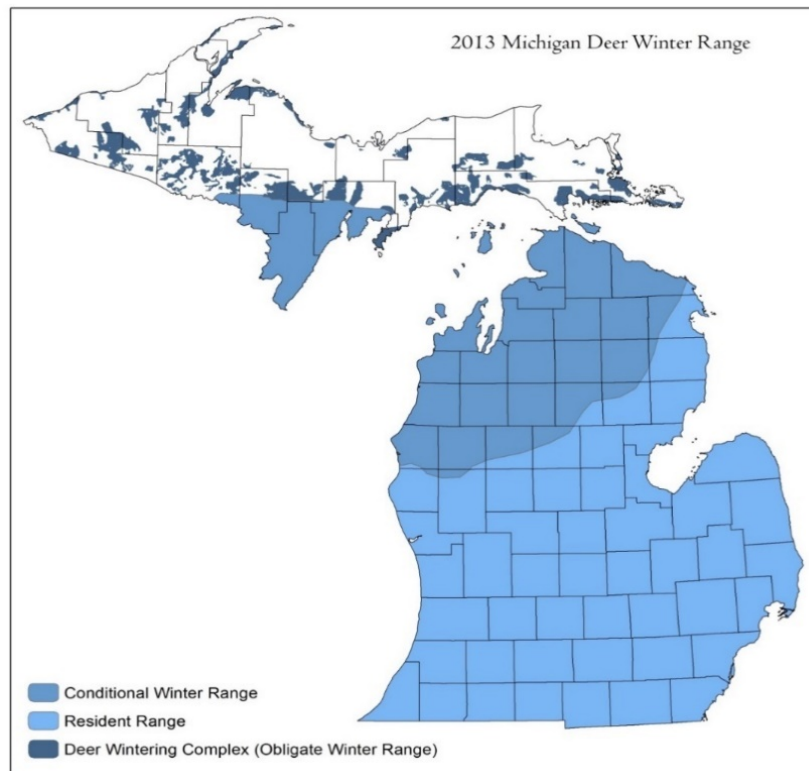 2013 Michigan Deer Winter Range
Conditional Winter Range
Resident Range
Deer Wintering Complex (Obligate Winter Range)